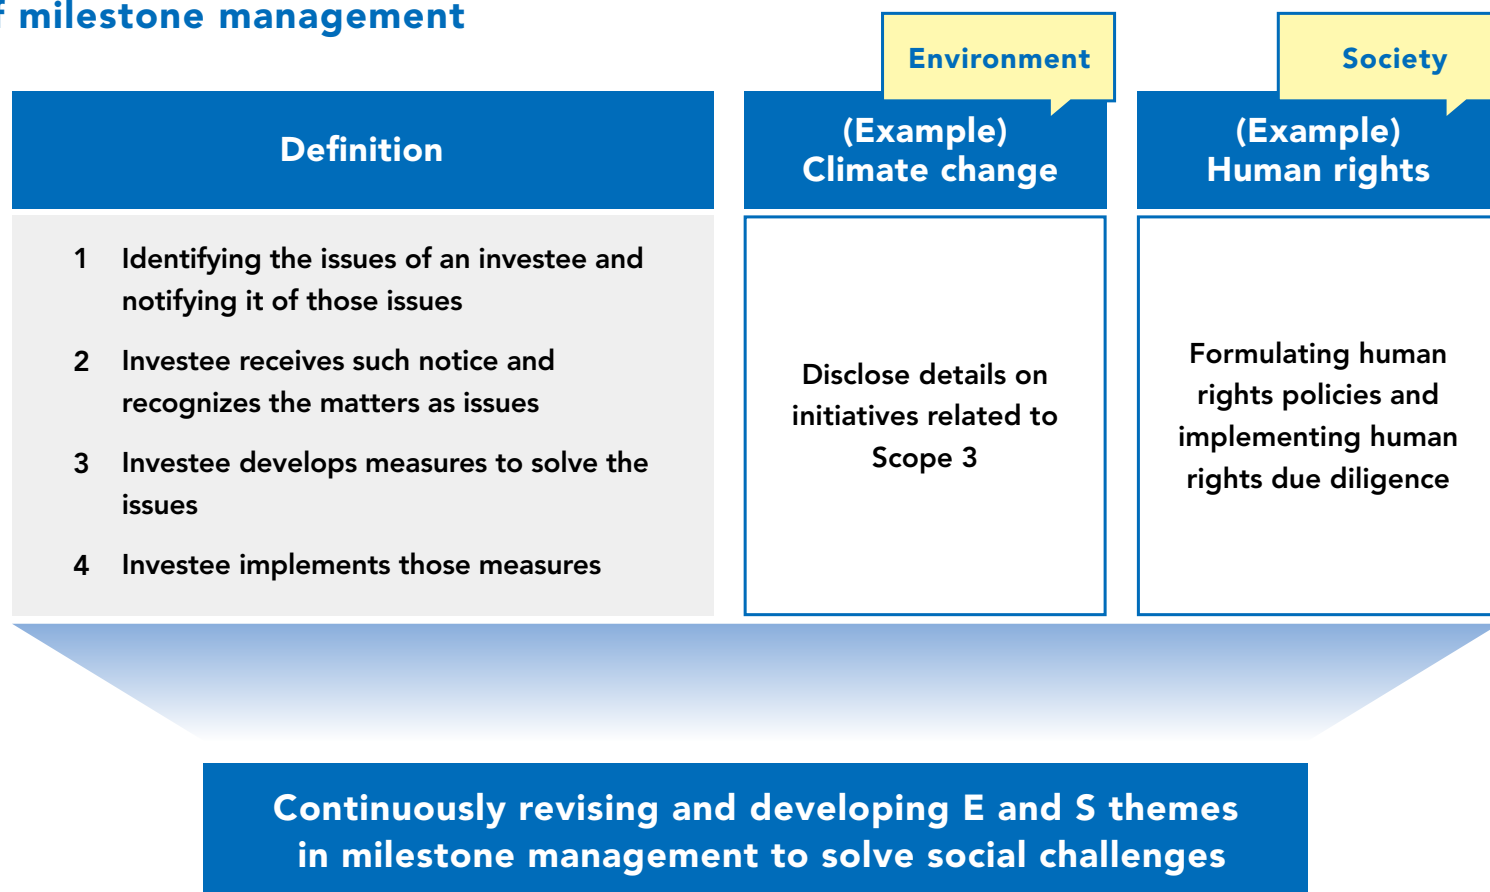 milestone management
Environment
Society
Definition
(Example)
Climate change
(Example)
Human rights
1 Identifying the issues of an investee and
notifying it of those issues
2 Investee receives such notice and
recognizes the matters as issues
3 Investee develops measures to solve the
issues
4 Investee implements those measures
Disclose details on
initiatives related to
Scope 3
Formulating human
rights policies and
implementing human
rights due diligence
Continuously revising and developing E and S themes
in milestone management to solve social challenges